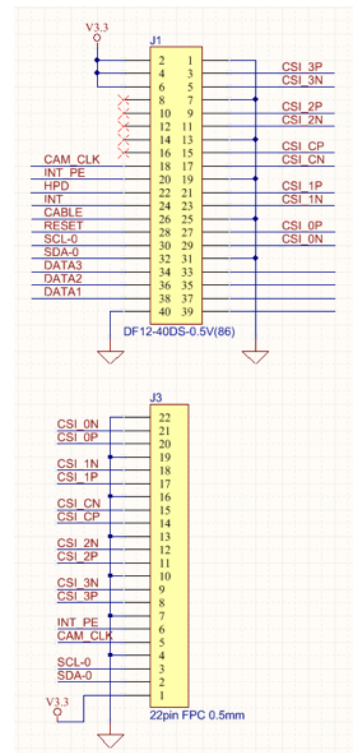 V3.3
J1
2 1
4 3 CSI_3P
6 5 CSI_3N
8 7
10 9 CSI_2P
12 11 CSI_2N
14 13
16 15 CSI_CP
CAM_CLK 18 17 CSI_CN
INT_PE 20 19
HPD 22 21 CSI_1P
INT 24 23 CSI_1N
CABLE 26 25
RESET 28 27 CSI_0P
SCL-0 30 29 CSI_0N
SDA-0 32 31
DATA3 34 33
DATA2 36 35
DATA1 38 37
40 39
DF12-40DS-0.5V(86)
J3
22
CSI_0N 21
CSI_0P 20
19
CSI_1N 18
CSI_1P 17
16
CSI_CN 15
CSI_CP 14
13
CSI_2N 12
CSI_2P 11
10
CSI_3N 9
CSI_3P 8
7
INT_PE 6
CAM_CLK 5
4
SCL-0 3
SDA-0 2
V3.3 1
22pin FPC 0.5mm